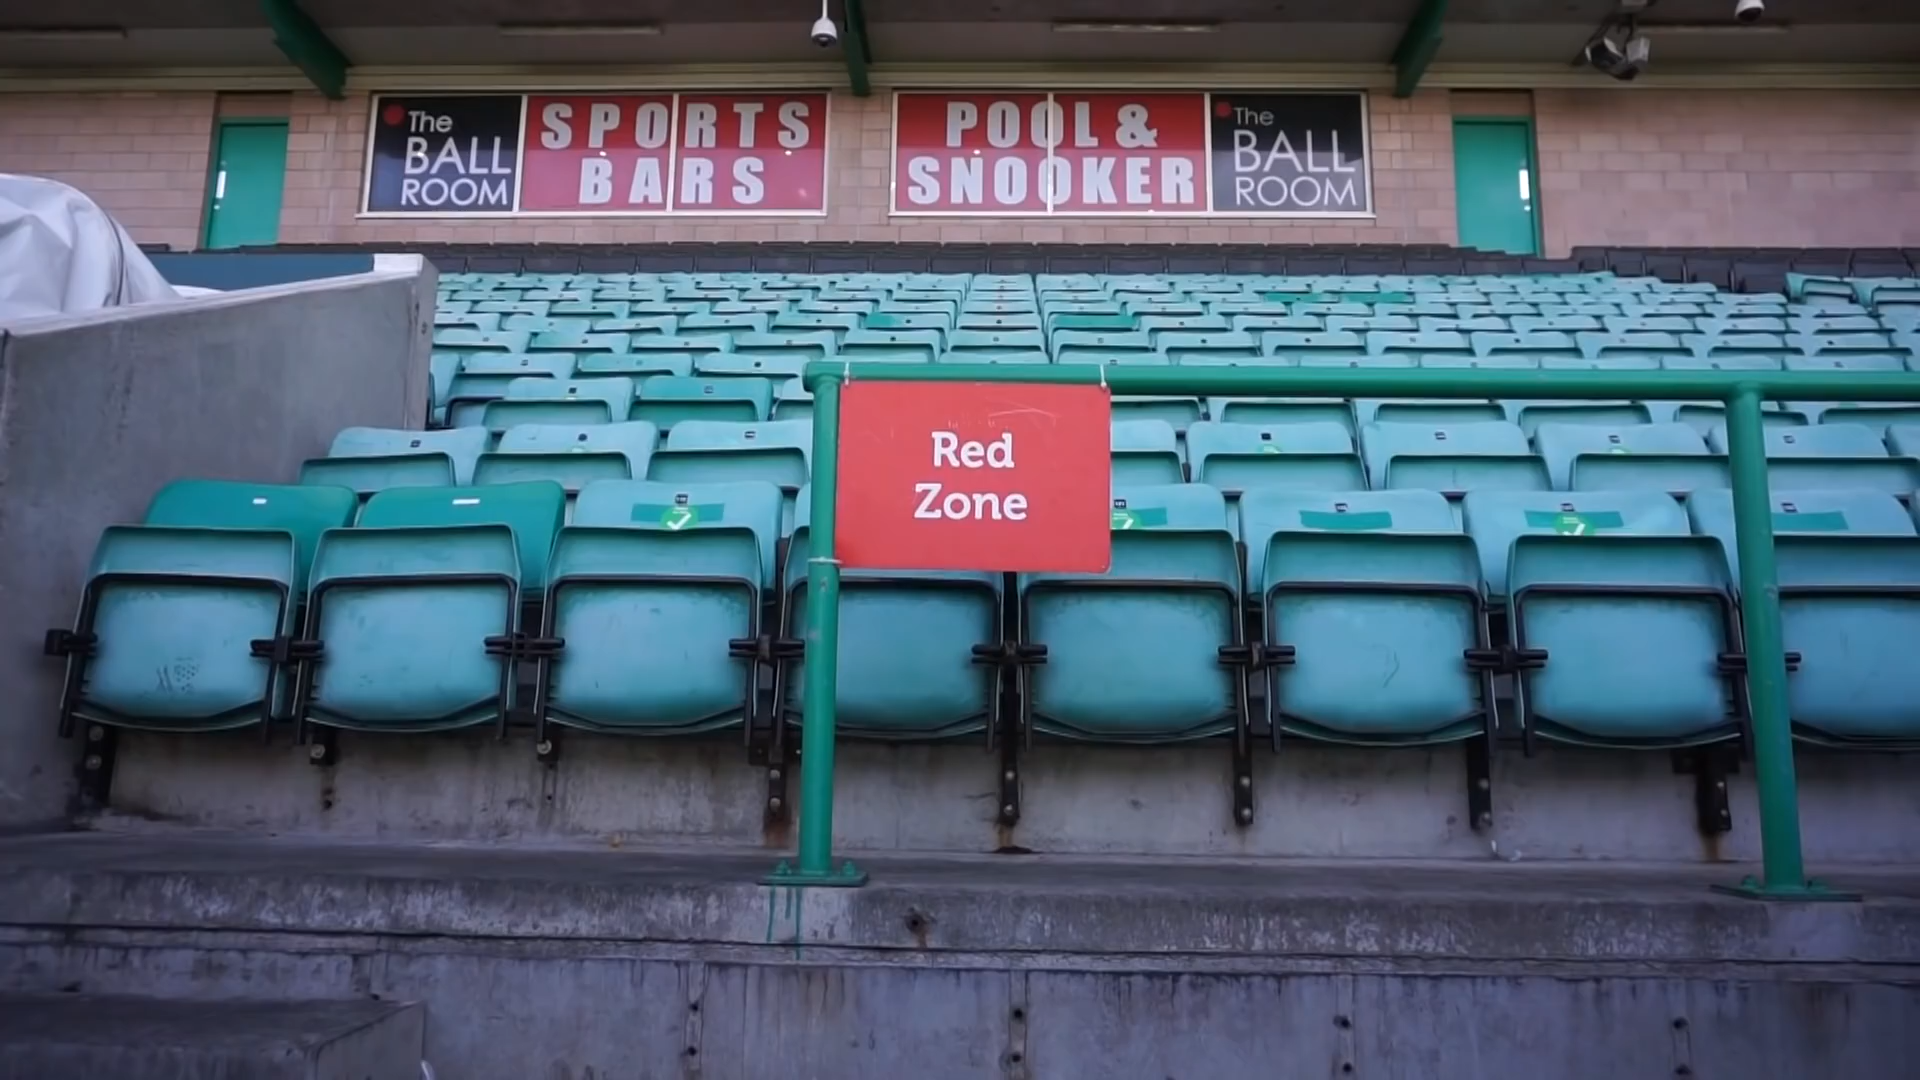 The
BALL
ROOM
SPORTS
BARS
POOL &
SNOOKER
The
BALL
ROOM
Red
Zone